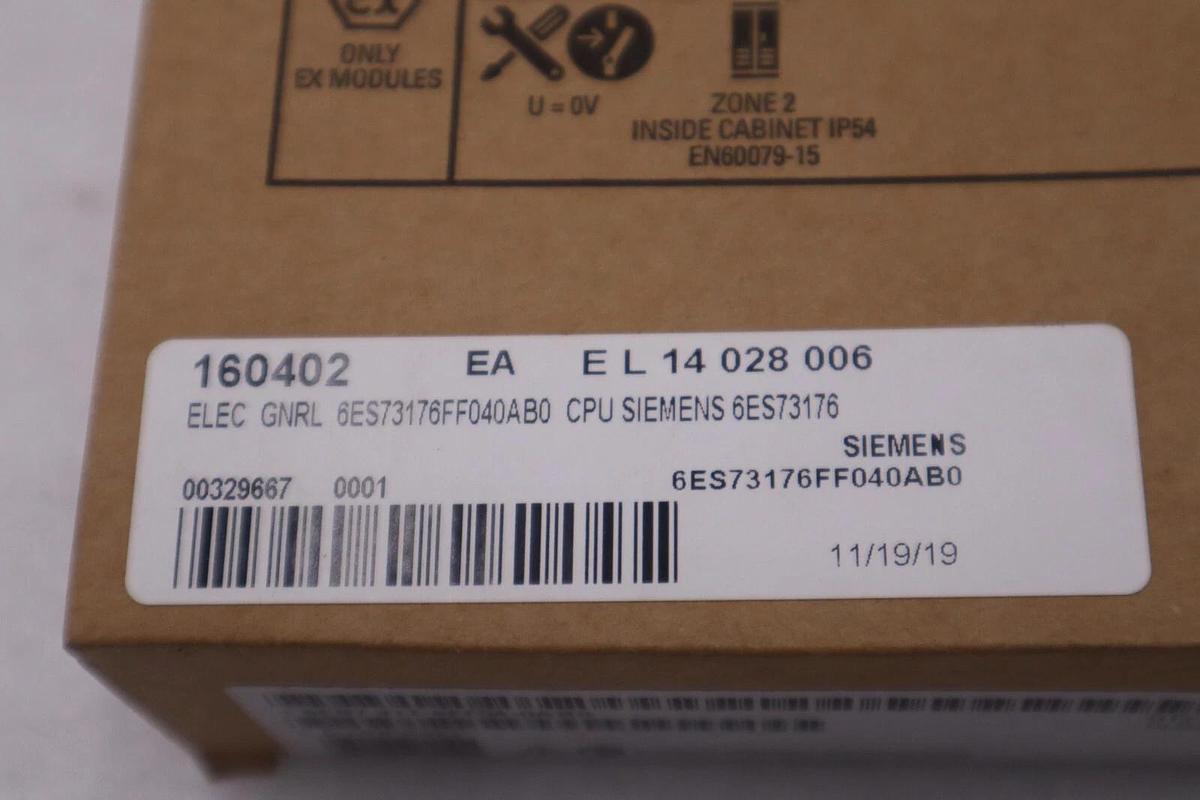 ONLY
EX MODULES
U = 0V
ZONE 2
INSIDE CABINET IP54
EN60079-15
160402 EA E L 14 028 006
ELEC GNRL 6ES73176FF040AB0 CPU SIEMENS 6ES73176
SIEMENS
6ES73176FF040AB0
00329667 0001
11/19/19